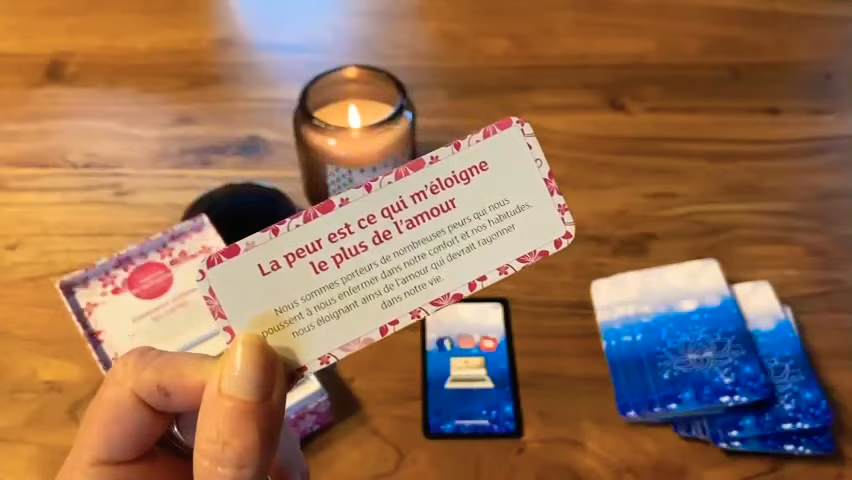 La peur est ce qui m'éloigne
le plus de l'amour
Nous sommes porteurs de nombreuses peurs qui nous
poussent à nous enfermer dans notre confort et nos habitudes,
nous éloignant ainsi de l'amour qui devrait rayonner
dans notre vie.